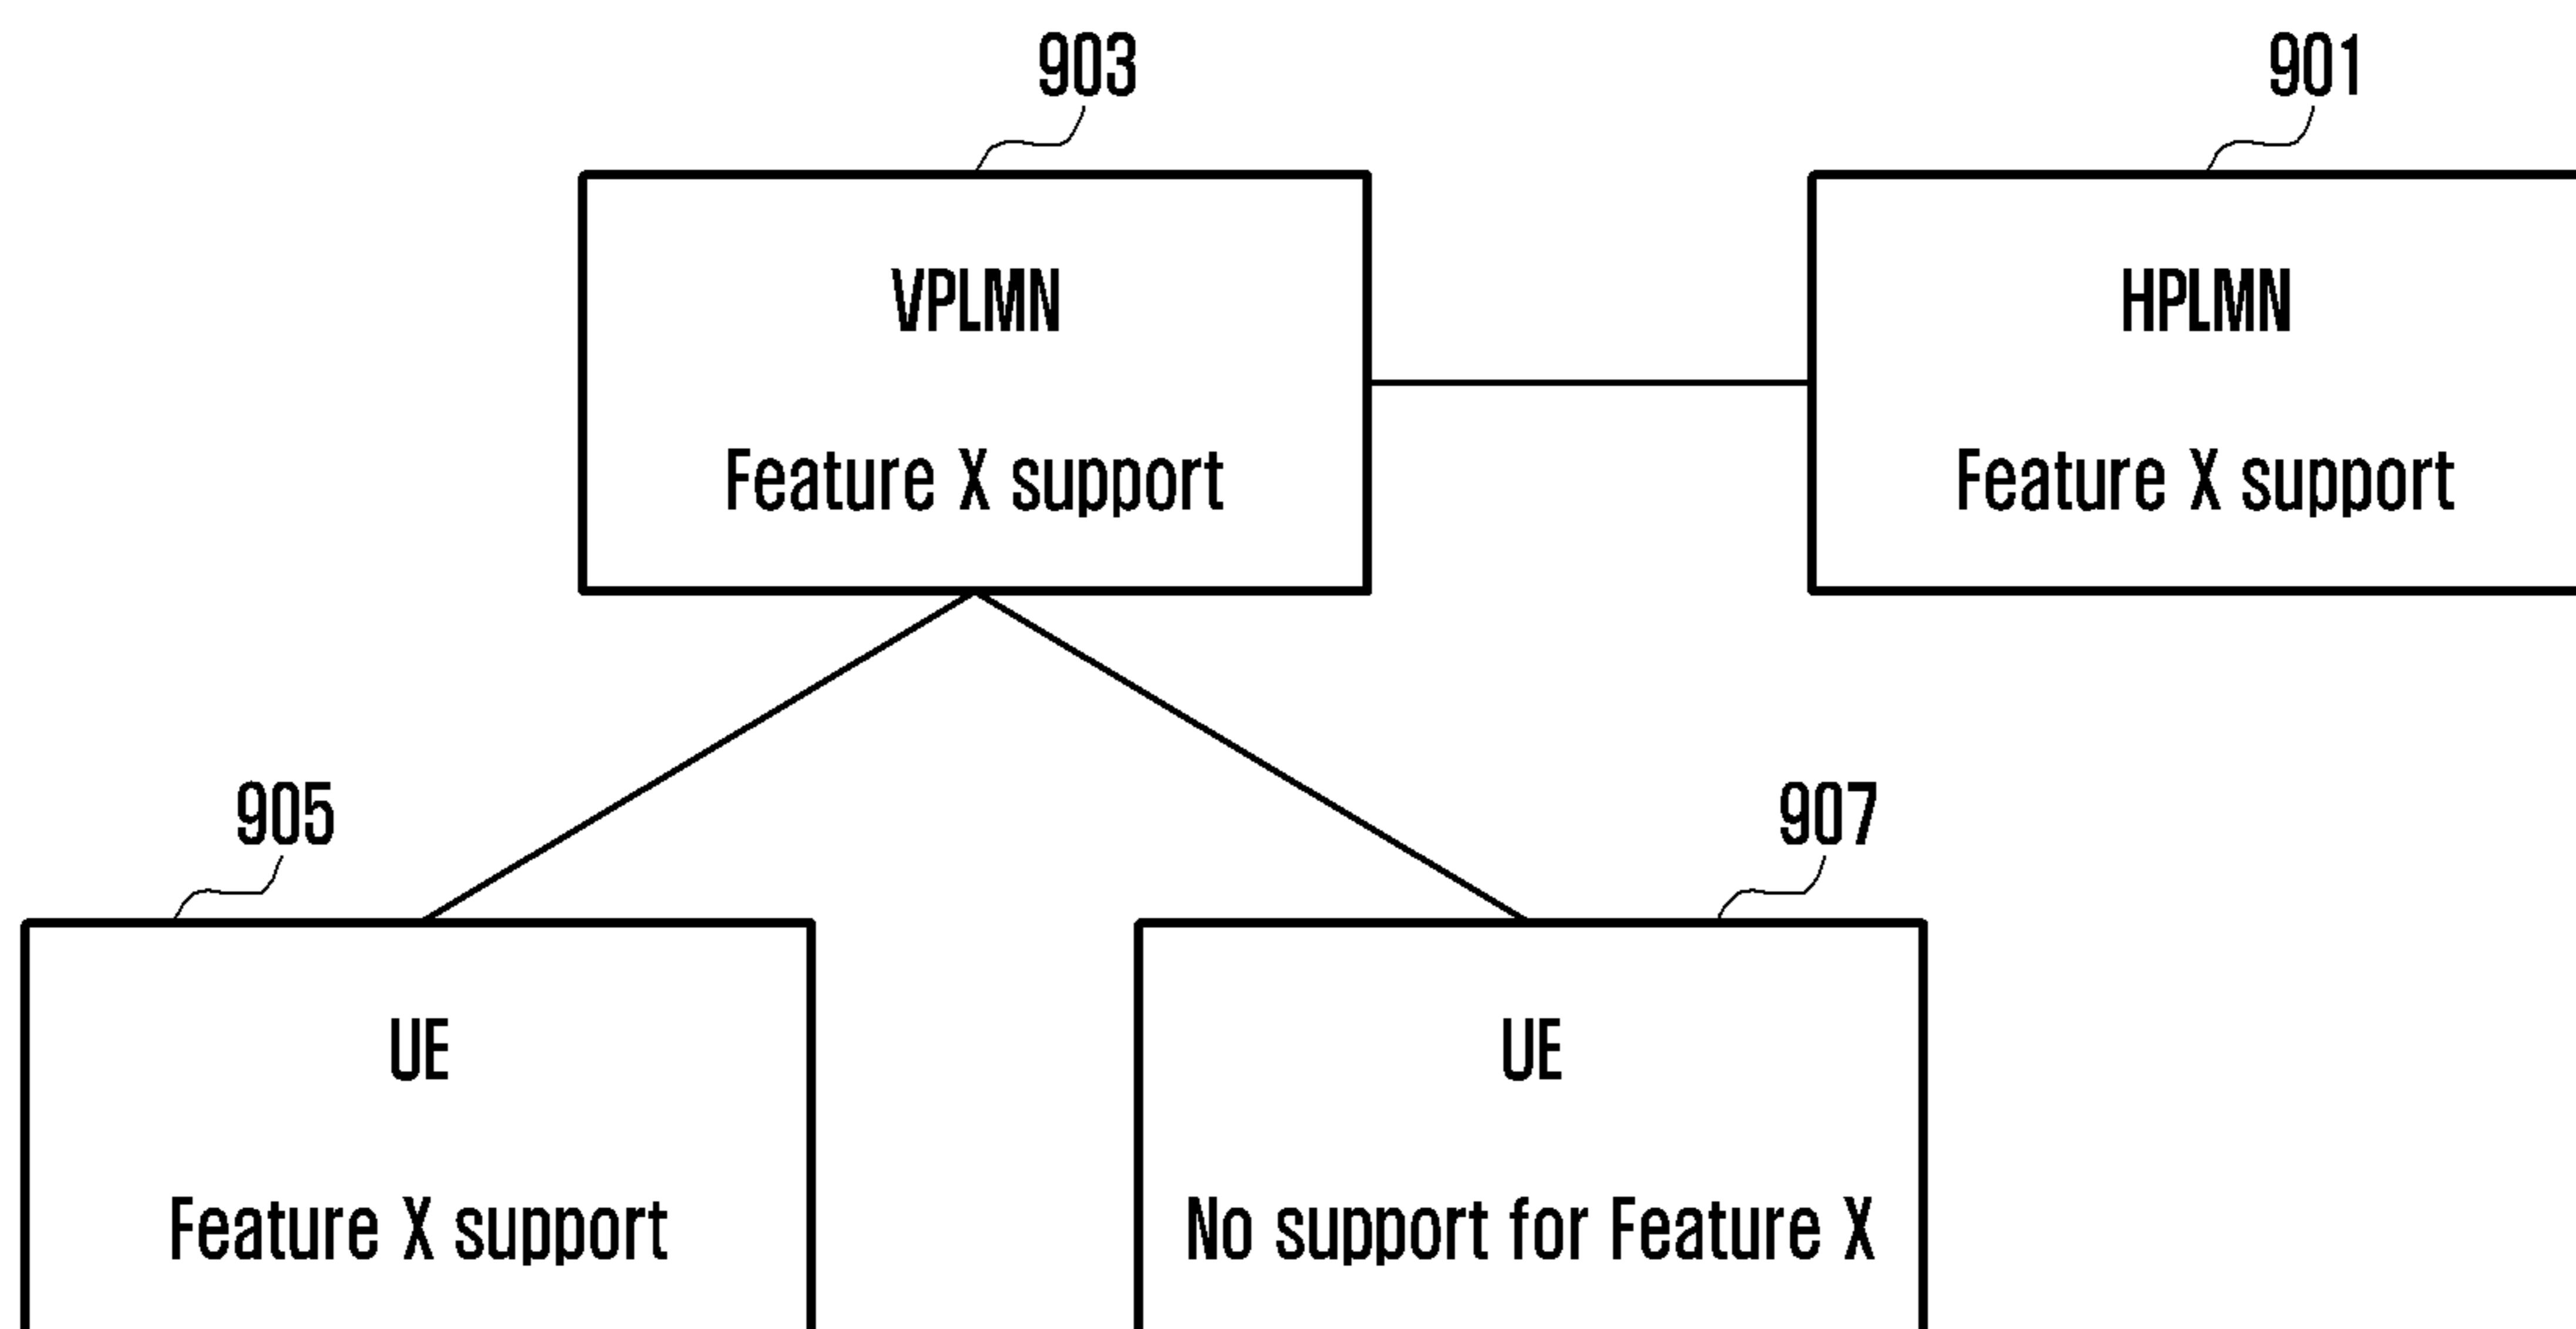 903
901
VPLMN
HPLMN
Feature X support
Feature X support
905
907
UE
UE
Feature X support
No support for Feature X